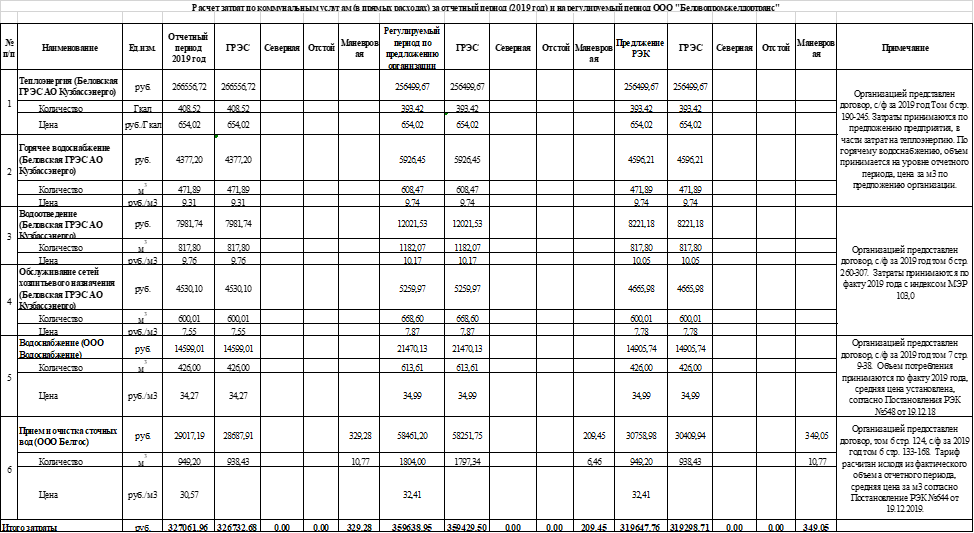 Расчет затрат по коммунальным услугам (в прямых расходах) за отчетный период (2019 год) и на регулируемый период ООО "Беловопромжелдортранс"
№ п/п Наименование Ед.изм. Отчетный период 2019 год ГРЭС Северная Отстой Маневровая Регулируемый период по предложению организации ГРЭС Северная Отстой Маневровая Предлжение РЭК ГРЭС Северная Отстой Маневровая Примечание
1 Теплоэнергия (Беловская ГРЭС АО Кузбассэнерго) руб. 266556,72 266556,72 256499,67 256499,67 256499,67 256499,67
Количество Гкал 408,52 408,52 393,42 393,42 393,42 393,42
Цена руб./Гкал 654,02 654,02 654,02 654,02 654,02 654,02
Организацией представлен договор, с/ф за 2019 год Том 6 стр. 190-245. Затраты принимаются по предложению предприятия, в части затрат на теплоэнергию. По горячему водоснабжению, объем принимается на уровне отчетного периода, цена за м3 по предложению организации.
2 Горячее водоснабжение (Беловская ГРЭС АО Кузбассэнерго) руб. 4377,20 4377,20 5926,45 5926,45 4596,21 4596,21
Количество м3 471,89 471,89 608,47 608,47 471,89 471,89
Цена руб./м3 9,31 9,31 9,74 9,74 9,74 9,74
3 Водоотведение (Беловская ГРЭС АО Кузбассэнерго) руб. 7981,74 7981,74 12021,53 12021,53 8221,18 8221,18
Количество м3 817,80 817,80 1182,07 1182,07 817,80 817,80
Цена руб./м3 9,76 9,76 10,17 10,17 10,05 10,05
Организацией предоставлен договор, с/ф за 2019 год том 6 стр. 260-307. Затраты принимаются по факту 2019 года с индексом МЭР 103,0
4 Обслуживание сетей хозпитьевого назначения (Беловская ГРЭС АО Кузбассэнерго) руб. 4530,10 4530,10 5259,97 5259,97 4665,98 4665,98
Количество м3 600,01 600,01 668,60 668,60 600,01 600,01
Цена руб./м3 7,55 7,55 7,87 7,87 7,78 7,78
5 Водоснабжение (ООО Водоснабжение) руб. 14599,01 14599,01 21470,13 21470,13 14905,74 14905,74
Количество м3 426,00 426,00 613,61 613,61 426,00 426,00
Цена руб./м3 34,27 34,27 34,99 34,99 34,99 34,99
Организацией предоставлен договор, с/ф за 2019 год том 7 стр. 9-38. Объем потребления принимаются по факту 2019 года, средняя цена установлена, согласно Постановления РЭК №548 от 19.12.18
6 Прием и очистка сточных вод (ООО Белгос) руб. 29017,19 28687,91 329,28 58461,20 58251,75 209,45 30758,98 30409,94 349,05
Количество м3 949,20 938,43 10,77 1804,00 1797,34 6,46 949,20 938,43 10,77
Цена руб./м3 30,57 32,41 32,41
Организацией предоставлен договор, том 6 стр. 124, с/ф за 2019 год том 6 стр. 133-168. Тариф расчитан исходя из фактического объема отчетного периода, средняя цена за м3 согласно Постановление РЭК №644 от 19.12.2019.
Итого затраты руб. 327061,96 326732,68 0,00 0,00 329,28 359638,95 359429,50 0,00 0,00 209,45 319647,76 319298,71 0,00 0,00 349,05